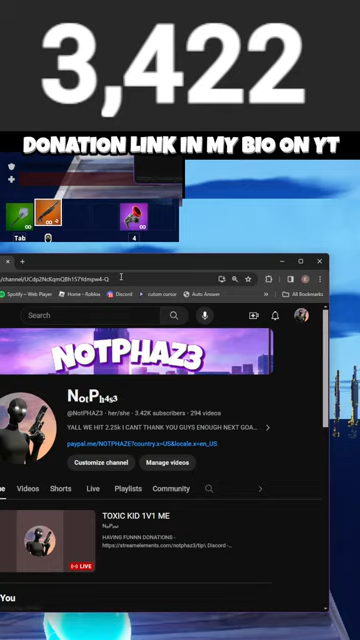 3,422
DONATION LINK IN MY BIO ON YT
Tab
4
/channel/UCdp2NcKqmQBh1S7Ydmpw4-Q
Spotify – Web Player
Home - Roblox
Discord
cutom cursor
Auto Answer
All Bookmarks
Search
NOTPHAZ3
NₒₜPₕ₄ₛ₃
@NotPHAZ3 · her/she · 3.42K subscribers · 294 videos
YALL WE HIT 2.25k I CANT THANK YOU GUYS ENOUGH NEXT GOA...
paypal.me/NOTPHAZE?country.x=US&locale.x=en_US
Customize channel
Manage videos
me
Videos
Shorts
Live
Playlists
Community
TOXIC KID 1V1 ME
HAVING FUNNN DONATIONS -
https://streamelements.com/notphaz3/tip\ Discord -...
LIVE
You